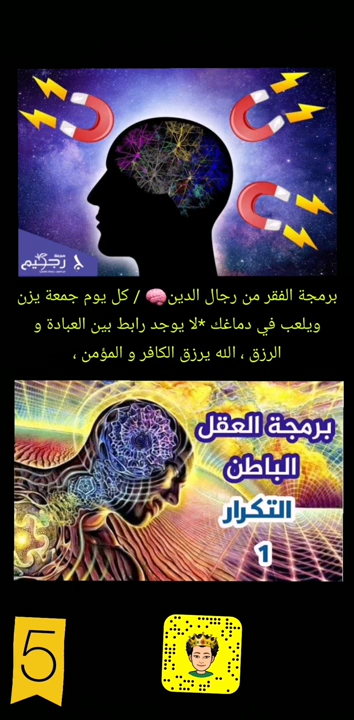 رجيم
برمجة الفقر من رجال الدين🧠 / كل يوم جمعة يزن
ويلعب في دماغك *لا يوجد رابط بين العبادة و
الرزق ، الله يرزق الكافر و المؤمن ،
برمجة العقل
الباطن
التكرار
1
5